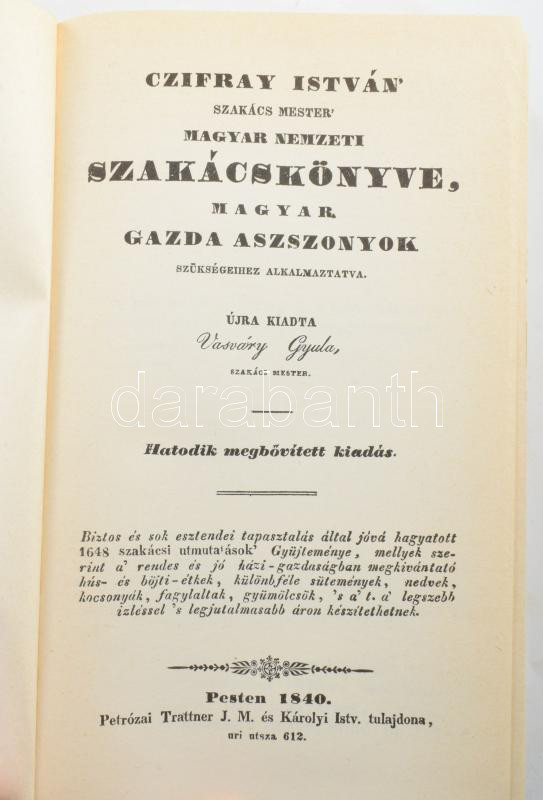 CZIFRAY ISTVÁN'
SZAKÁCS MESTER'
MAGYAR NEMZETI
SZAKÁCSKÖNYVE,
MAGYAR
GAZDA ASZSZONYOK
SZÜKSÉGEIHEZ ALKALMAZTATVA.
ÚJRA KIADTA
Vasváry Gyula,
SZAKÁCS MESTER.
darabanth
Hatodik megbővített kiadás.
Biztos és sok esztendei tapasztalás által jóvá hagyatott
1648 szakácsi utmutatások' Gyüjteménye, mellyek sze-
rint a' rendes és jó házi-gazdaságban megkivántató
hús- és bőjti-étkek, különbféle sütemények, nedvek,
kocsonyák, fagylaltak, gyümölcsök, 's a' t. a' legszebb
izléssel 's legjutalmasabb áron készítethetnek.
Pesten 1840.
Petrózai Trattner J. M. és Károlyi Istv. tulajdona,
uri utsza 612.